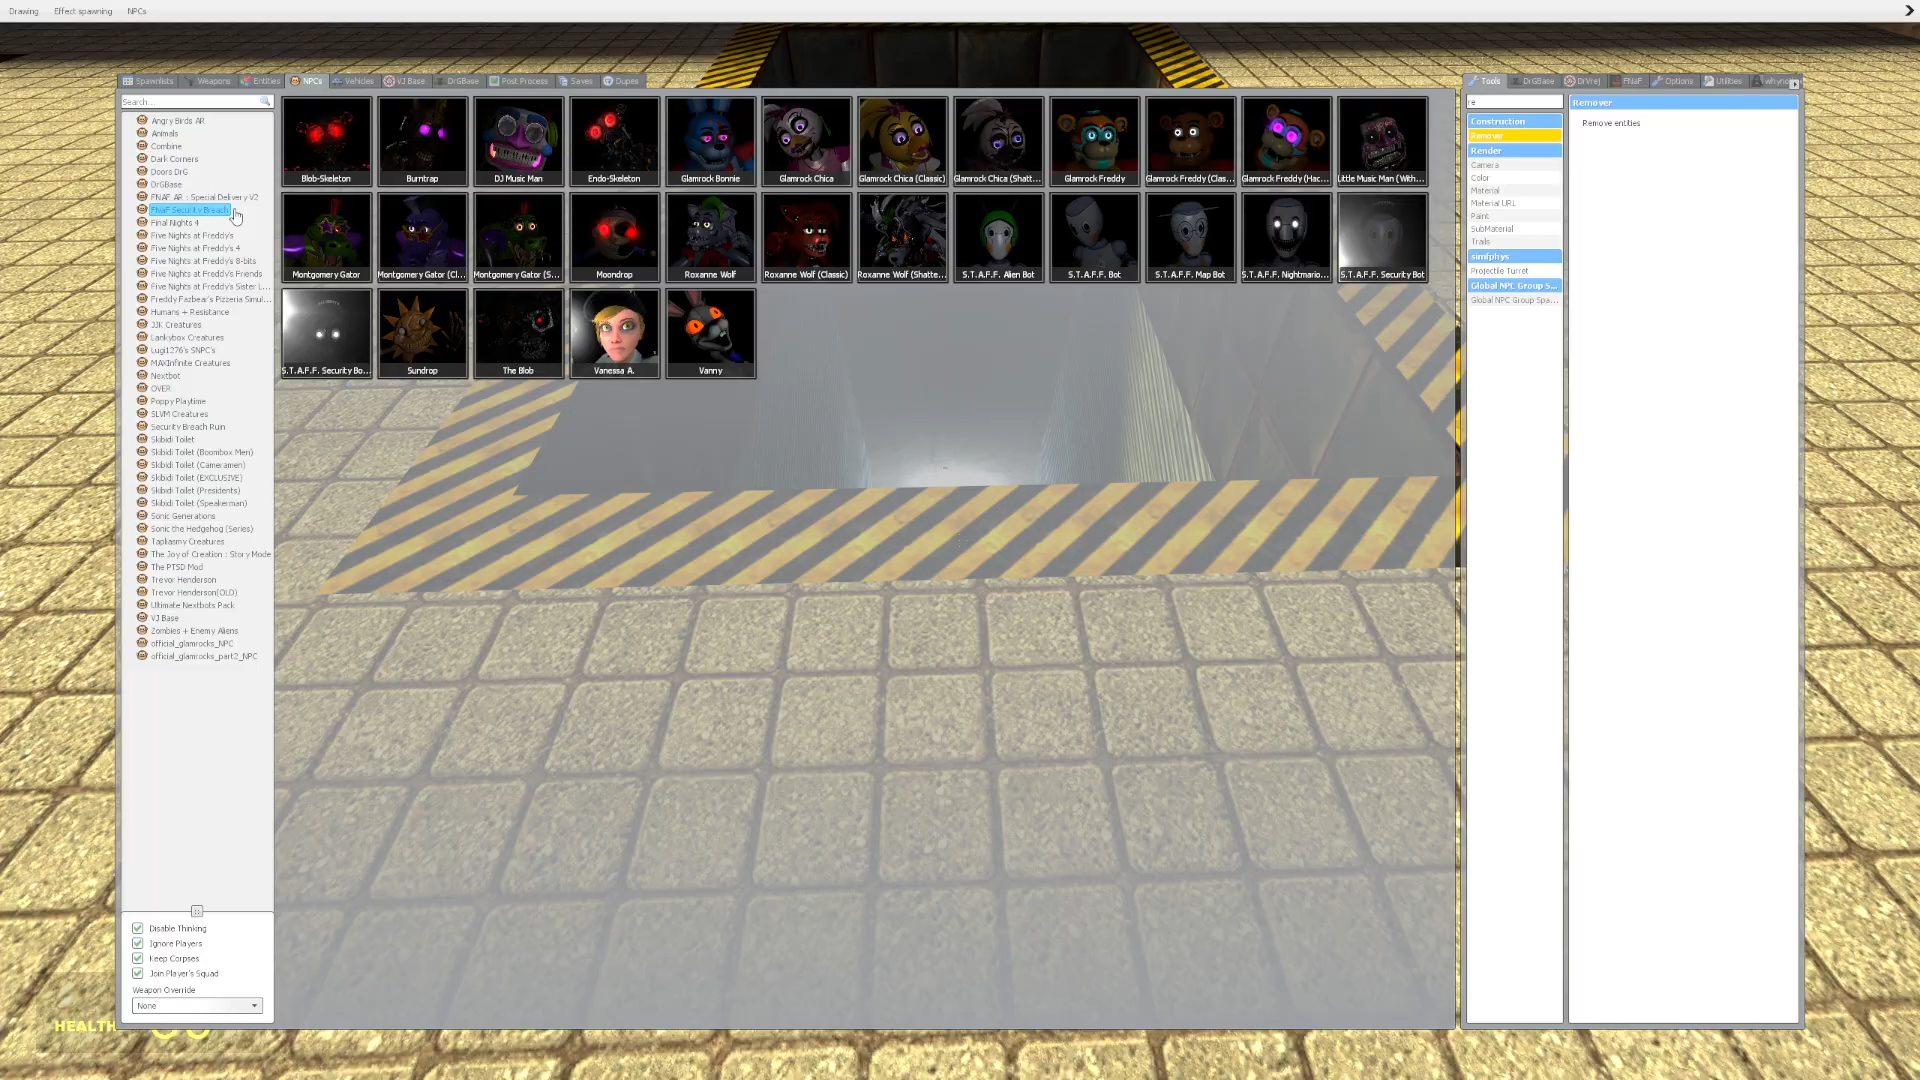 Drawing Effect spawning NPCs
Spawnlists Weapons Entities NPCs Vehicles VJ Base DrGBase Post Process Saves Dupes
Search...
Angry Birds AR
Animals
Combine
Dark Corners
Doors DrG
DrGBase
FNAF AR : Special Delivery V2
FNaF Security Breach
Final Nights 4
Five Nights at Freddy's
Five Nights at Freddy's 4
Five Nights at Freddy's 8-bits
Five Nights at Freddy's Friends
Five Nights at Freddy's Sister L...
Freddy Fazbear's Pizzeria Simul...
Humans + Resistance
JJK Creatures
Lankybox Creatures
Lugi1276's SNPC's
MAXInfinite Creatures
Nextbot
OVER
Poppy Playtime
SLVM Creatures
Security Breach Ruin
Skibidi Toilet
Skibidi Toilet (Boombox Men)
Skibidi Toilet (Cameramen)
Skibidi Toilet (EXCLUSIVE)
Skibidi Toilet (Presidents)
Skibidi Toilet (Speakerman)
Sonic Generations
Sonic the Hedgehog (Series)
Tapliasmy Creatures
The Joy of Creation : Story Mode
The PTSD Mod
Trevor Henderson
Trevor Henderson(OLD)
Ultimate Nextbots Pack
VJ Base
Zombies + Enemy Aliens
official_glamrocks_NPC
official_glamrocks_part2_NPC
Disable Thinking
Ignore Players
Keep Corpses
Join Player's Squad
Weapon Override
None
HEALTH
Blob-Skeleton Burntrap DJ Music Man Endo-Skeleton Glamrock Bonnie Glamrock Chica Glamrock Chica (Classic) Glamrock Chica (Shatt... Glamrock Freddy Glamrock Freddy (Clas... Glamrock Freddy (Hac... Little Music Man (With...
Montgomery Gator Montgomery Gator (Cl... Montgomery Gator (S... Moondrop Roxanne Wolf Roxanne Wolf (Classic) Roxanne Wolf (Shatte... S.T.A.F.F. Alien Bot S.T.A.F.F. Bot S.T.A.F.F. Map Bot S.T.A.F.F. Nightmario... S.T.A.F.F. Security Bot
S.T.A.F.F. Security Bo... Sundrop The Blob Vanessa A. Vanny
Tools DrGBase DrVrej FNaF Options Utilities whyno
re
Construction
Remover
Render
Camera
Color
Material
Material URL
Paint
SubMaterial
Trails
simfphys
Projectile Turret
Global NPC Group S...
Global NPC Group Spa...
Remover
Remove entities